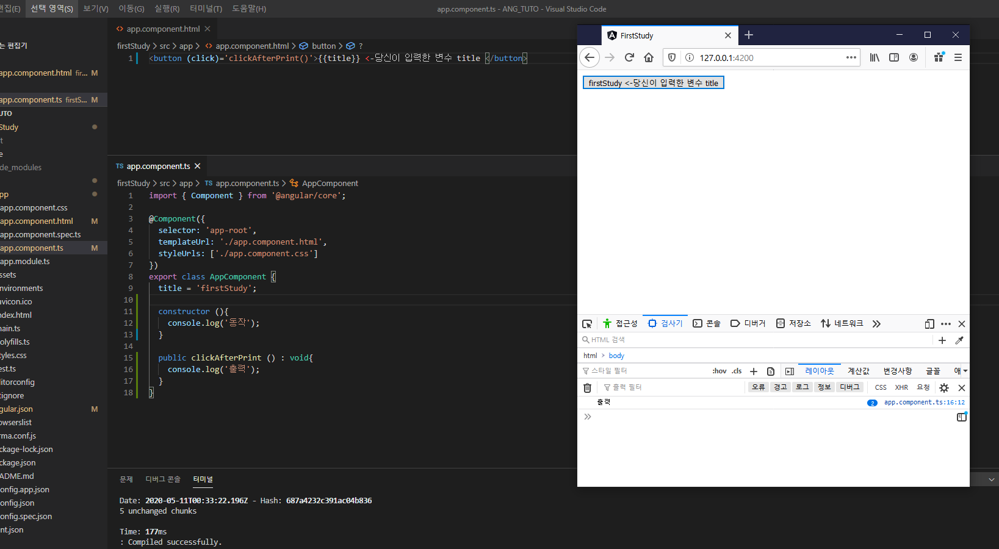 편집(E) 선택 영역(S) 보기(V) 이동(G) 실행(R) 터미널(T) 도움말(H) app.component.ts - ANG_TUTO - Visual Studio Code
는 편집기
app.component.html fir... M
app.component.ts firstS... M
UTO
Study
t
e
de_modules
pp
app.component.css
app.component.html M
app.component.spec.ts
app.component.ts M
app.module.ts
ssets
nvironments
avicon.ico
ndex.html
nain.ts
olyfills.ts
tyles.css
est.ts
ditorconfig
tignore
gular.json M
owserslist
rma.conf.js
ckage-lock.json
ckage.json
ADME.md
onfig.app.json
onfig.json
onfig.spec.json
nt.json
<> app.component.html ×
firstStudy > src > app > <> app.component.html > button > ?
1 <button (click)='clickAfterPrint()'>{{title}} <-당신이 입력한 변수 title </button>
TS app.component.ts ×
firstStudy > src > app > TS app.component.ts > AppComponent
1 import { Component } from '@angular/core';
2
3 @Component({
4 selector: 'app-root',
5 templateUrl: './app.component.html',
6 styleUrls: ['./app.component.css']
7 })
8 export class AppComponent {
9 title = 'firstStudy';
10
11 constructor (){
12 console.log('동작');
13 }
14
15 public clickAfterPrint () : void{
16 console.log('출력');
17 }
18 }
문제 디버그 콘솔 터미널
Date: 2020-05-11T00:33:22.196Z - Hash: 687a4232c391ac04b836
5 unchanged chunks
Time: 177ms
: Compiled successfully.
FirstStudy
127.0.0.1:4200
firstStudy <-당신이 입력한 변수 title
접근성 검사기 콘솔 디버거 저장소 네트워크
HTML 검색
html > body
스타일 필터 :hov .cls + 레이아웃 계산값 변경사항 글꼴 애
출력 필터 오류 경고 로그 정보 디버그 CSS XHR 요청
출력 2 app.component.ts:16:12